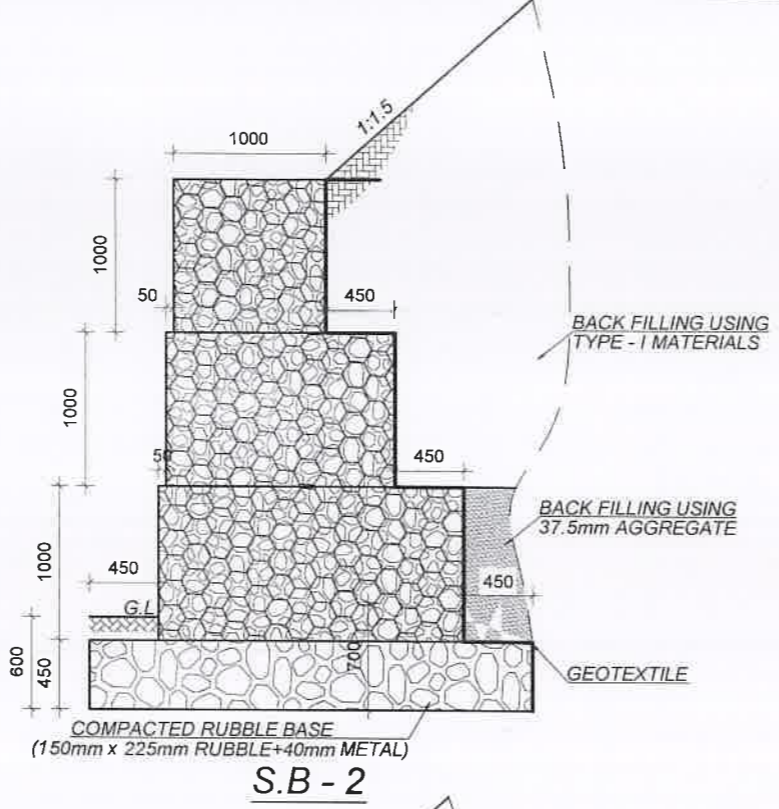 1:1.5
1000
1000
50
450
BACK FILLING USING
TYPE - I MATERIALS
1000
50
450
BACK FILLING USING
37.5mm AGGREGATE
1000
450
450
G.L
600
450
700
GEOTEXTILE
COMPACTED RUBBLE BASE
(150mm x 225mm RUBBLE+40mm METAL)
S.B - 2